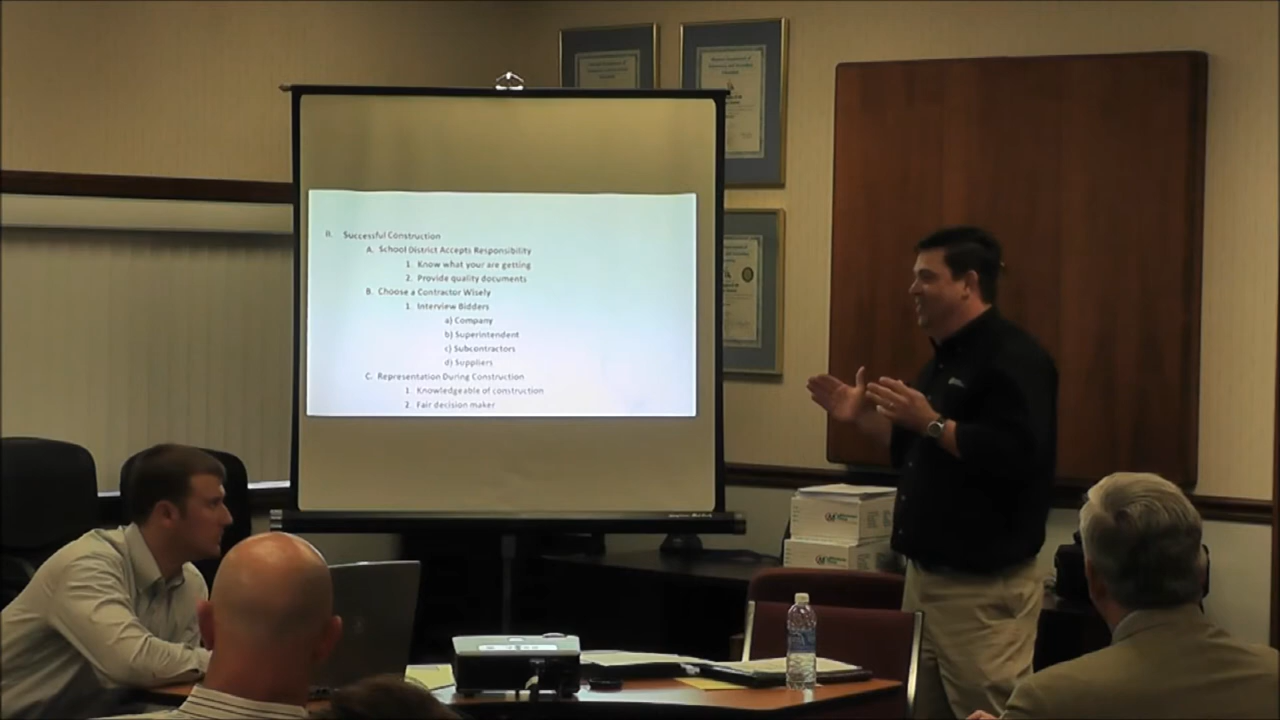 II. Successful Construction
A. School District Accepts Responsibility
1. Know what your are getting
2. Provide quality documents
B. Choose a Contractor Wisely
1. Interview Bidders
a) Company
b) Superintendent
c) Subcontractors
d) Suppliers
C. Representation During Construction
1. Knowledgeable of construction
2. Fair decision maker